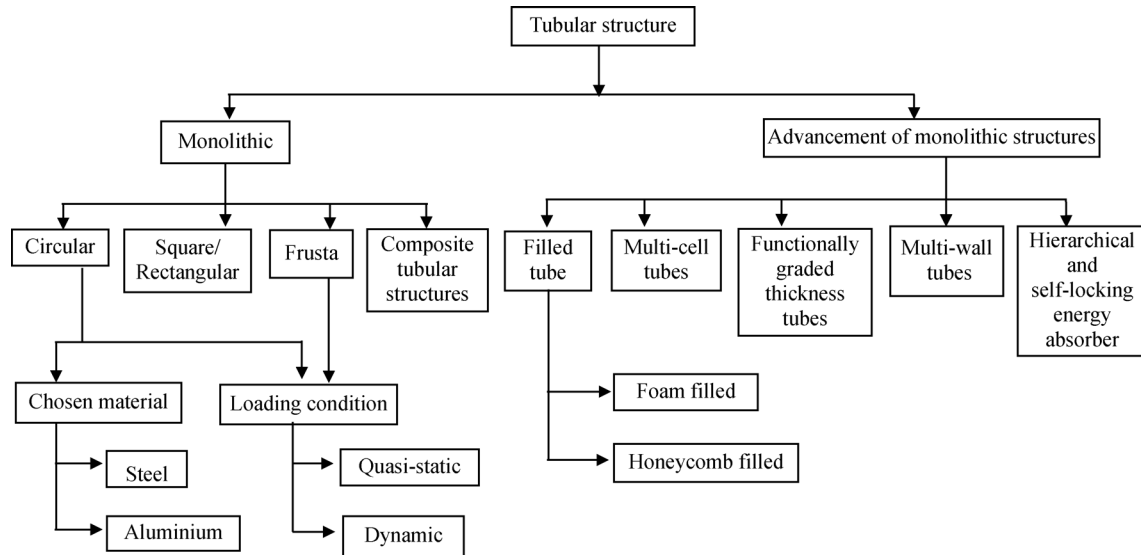 Tubular structure
Monolithic
Advancement of monolithic structures
Circular
Square/
Rectangular
Frusta
Composite
tubular
structures
Filled
tube
Multi-cell
tubes
Functionally
graded
thickness
tubes
Multi-wall
tubes
Hierarchical
and
self-locking
energy
absorber
Chosen material
Loading condition
Steel
Aluminium
Quasi-static
Dynamic
Foam filled
Honeycomb filled